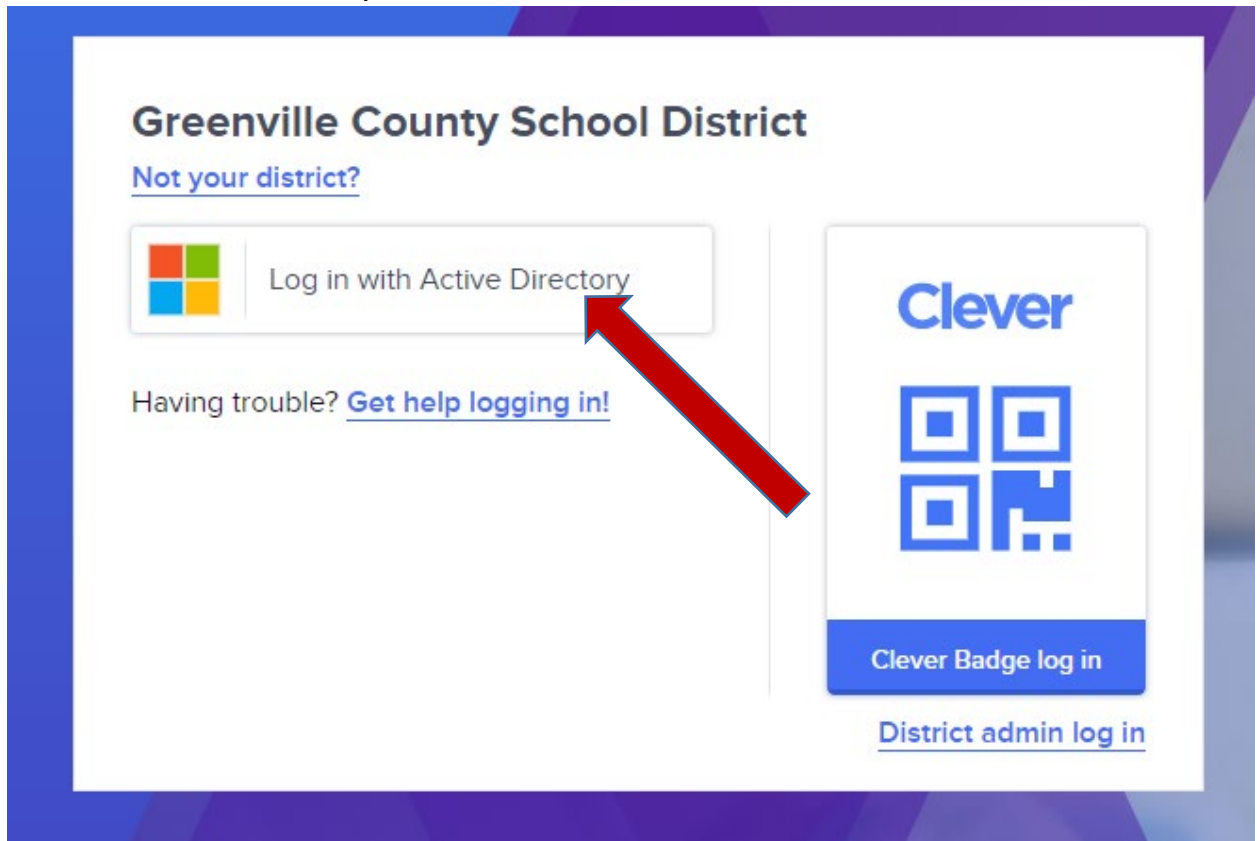 Greenville County School District
Not your district?
Log in with Active Directory
Having trouble? Get help logging in!
Clever
Clever Badge log in
District admin log in